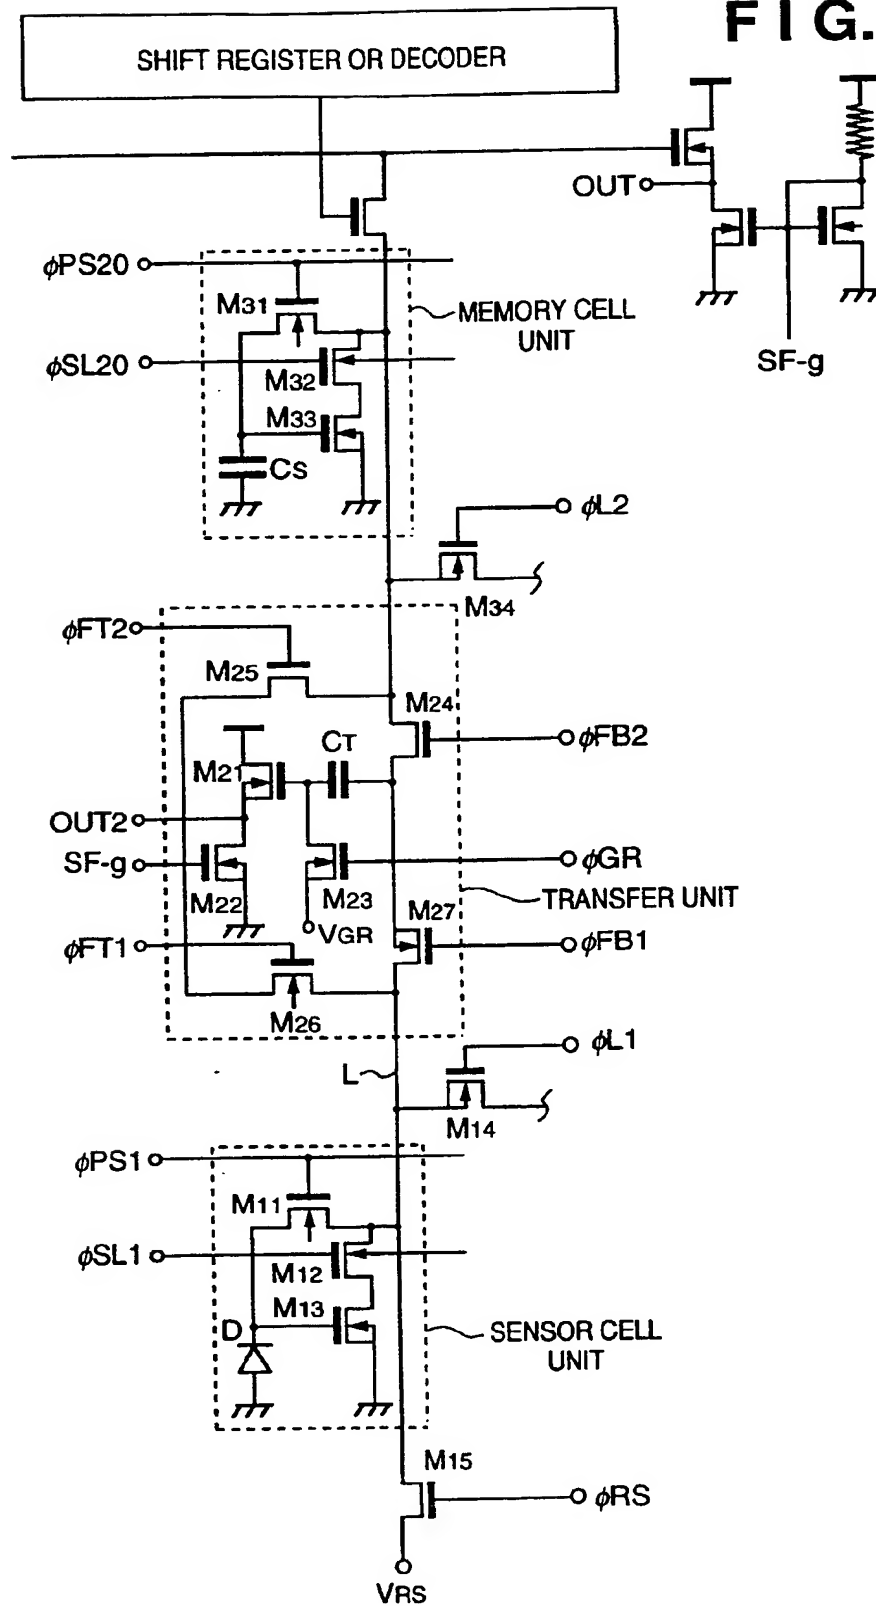 FIG.
SHIFT REGISTER OR DECODER
OUT
SF-g
ϕPS20
M31
MEMORY CELL
UNIT
ϕSL20
M32
M33
Cs
ϕL2
M34
ϕFT2
M25
M24
CT
ϕFB2
M21
OUT2
SF-g
M22
M23
ϕGR
VGR
TRANSFER UNIT
M27
ϕFT1
ϕFB1
M26
L
ϕL1
M14
ϕPS1
M11
ϕSL1
M12
M13
D
SENSOR CELL
UNIT
M15
ϕRS
VRS